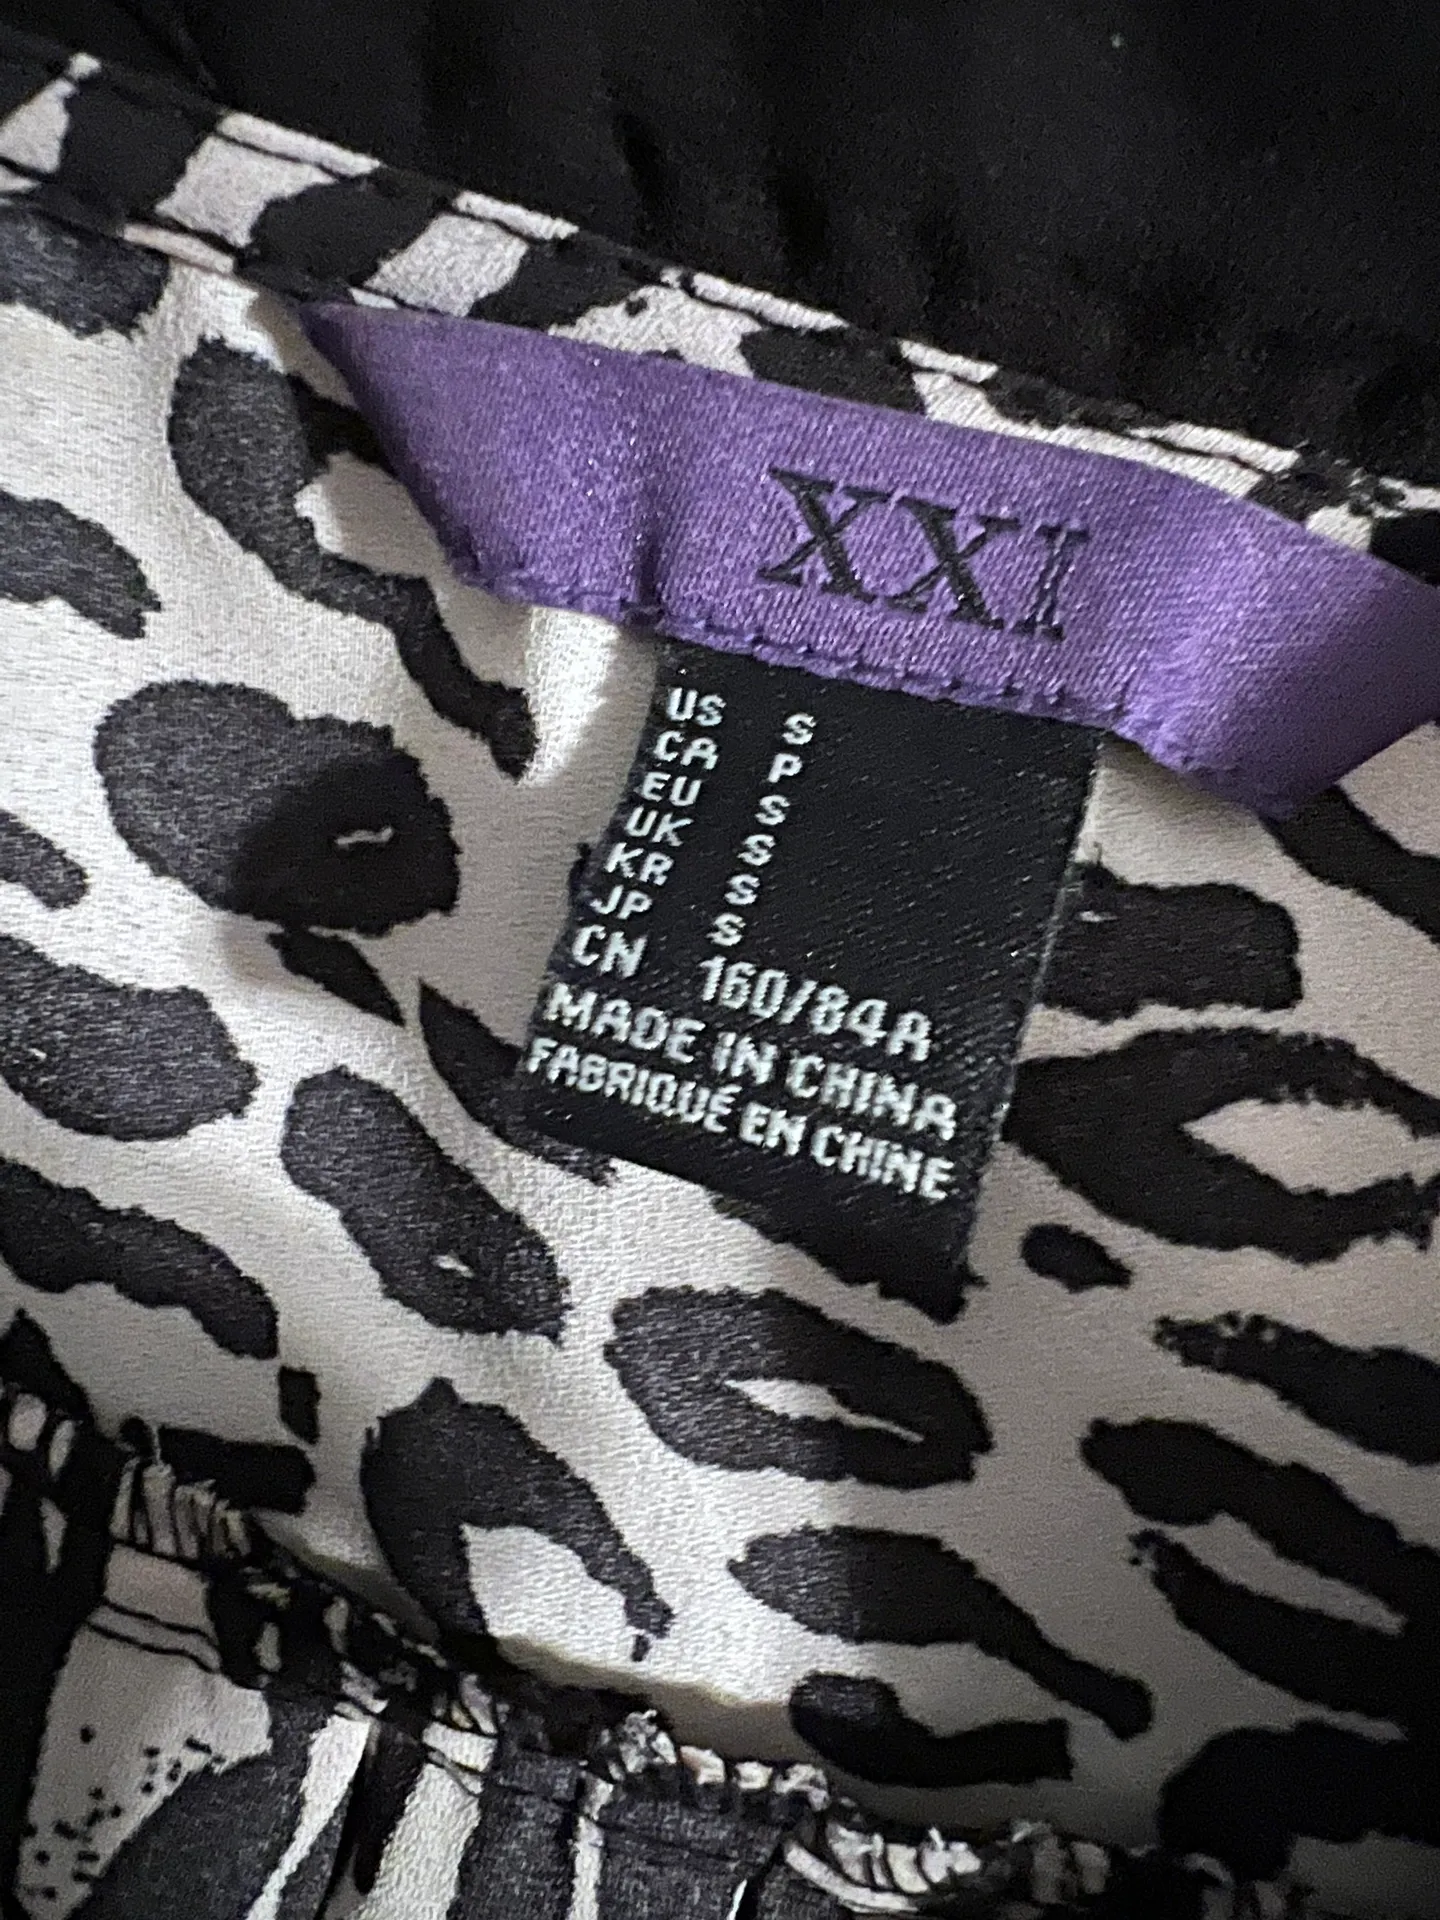 XXI
US S
CA P
EU S
UK S
KR S
JP S
CN 160/84A
MADE IN CHINA
FABRIQUÉ EN CHINE